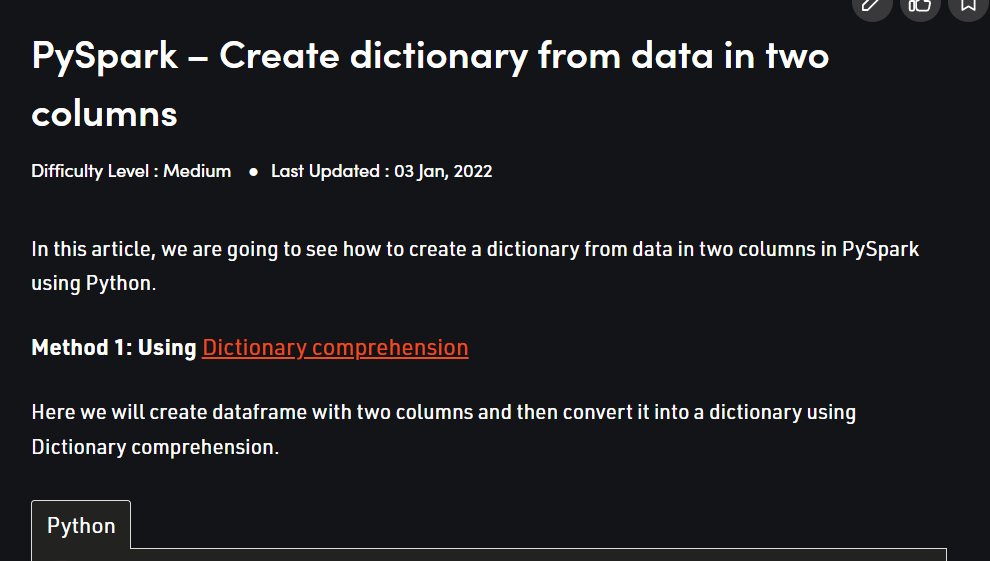 PySpark – Create dictionary from data in two
columns
Difficulty Level : Medium ● Last Updated : 03 Jan, 2022
In this article, we are going to see how to create a dictionary from data in two columns in PySpark
using Python.
Method 1: Using Dictionary comprehension
Here we will create dataframe with two columns and then convert it into a dictionary using
Dictionary comprehension.
Python